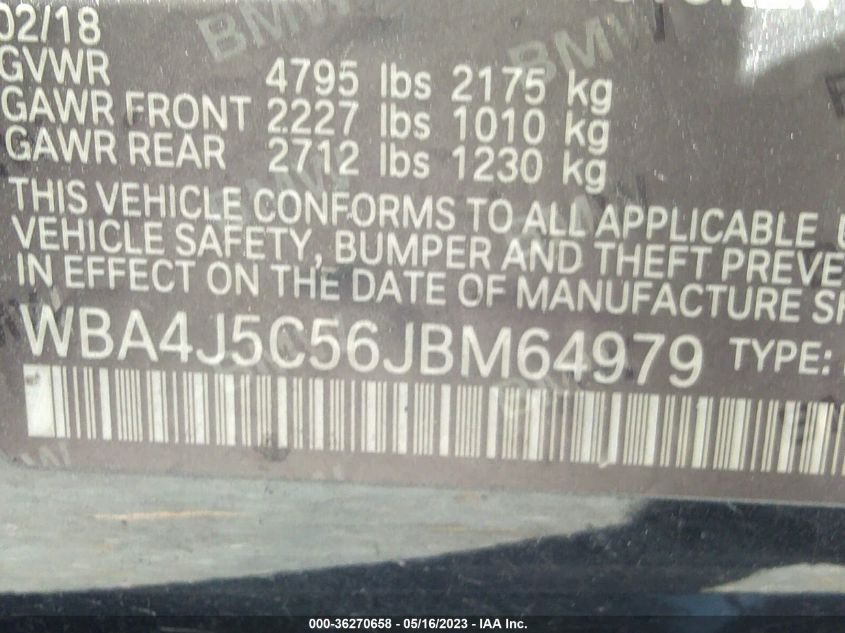 02/18
GVWR 4795 lbs 2175 kg
GAWR FRONT 2227 lbs 1010 kg
GAWR REAR 2712 lbs 1230 kg
THIS VEHICLE CONFORMS TO ALL APPLICABLE
VEHICLE SAFETY, BUMPER AND THEFT PREVE
IN EFFECT ON THE DATE OF MANUFACTURE SH
WBA4J5C56JBM64979 TYPE:
000-36270658 - 05/16/2023 - IAA Inc.